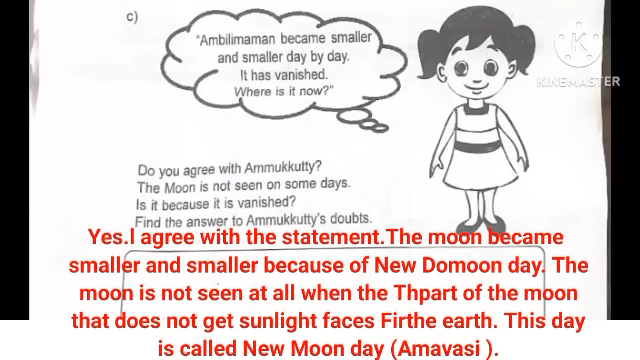 c)
"Ambilimaman became smaller
and smaller day by day.
It has vanished.
Where is it now?"
KINEMASTER
Do you agree with Ammukkutty?
The Moon is not seen on some days.
Is it because it is vanished?
Find the answer to Ammukkutty's doubts.
Yes.I agree with the statement.The moon became
smaller and smaller because of New Domoon day. The
moon is not seen at all when the Thpart of the moon
that does not get sunlight faces Firthe earth. This day
is called New Moon day (Amavasi ).